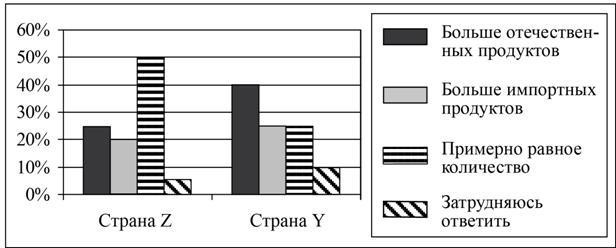 60%
50%
40%
30%
20%
10%
0%
Страна Z
Страна Y
Больше отечествен-
ных продуктов
Больше импортных
продуктов
Примерно равное
количество
Затрудняюсь
ответить